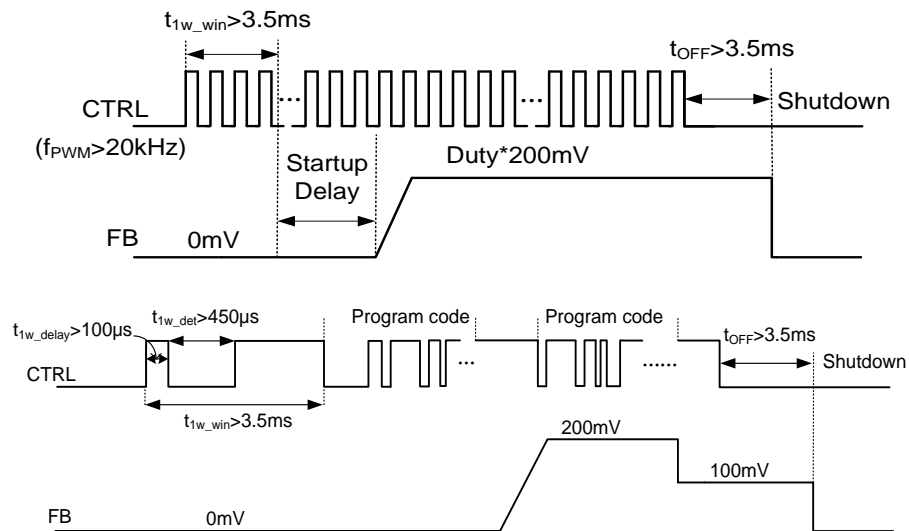 t1w_win>3.5ms
tOFF>3.5ms
CTRL
...
...
Shutdown
(fPWM>20kHz)
Startup
Delay
Duty*200mV
FB
0mV
t1w_delay>100µs
t1w_det>450µs
Program code
Program code
tOFF>3.5ms
CTRL
...
......
Shutdown
t1w_win>3.5ms
200mV
100mV
FB
0mV